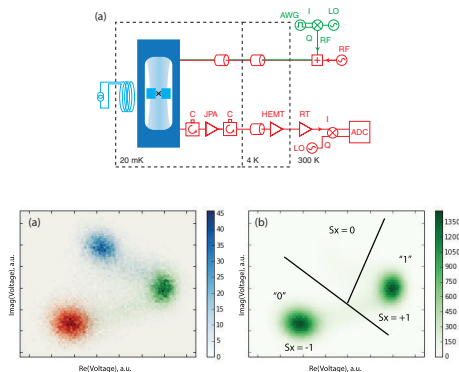 (a)
AWG I LO
Q RF
RF
C JPA C HEMT RT I
LO Q ADC
20 mK 4 K 300 K
(a)
Imag(Voltage), a.u.
Re(Voltage), a.u.
45
40
35
30
25
20
15
10
5
0
(b)
Sx = 0
"1"
"0"
Sx = +1
Sx = -1
Imag(Voltage), a.u.
Re(Voltage), a.u.
1350
1200
1050
900
750
600
450
300
150
0